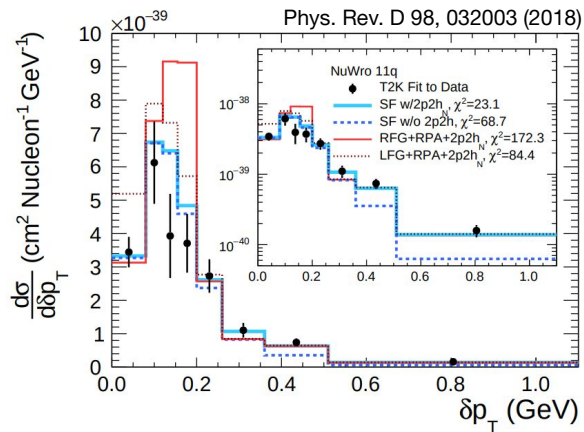 ×10⁻³⁹
Phys. Rev. D 98, 032003 (2018)
dσ/dδp_T (cm² Nucleon⁻¹ GeV⁻¹)
10
9
8
7
6
5
4
3
2
1
0
NuWro 11q
T2K Fit to Data
SF w/2p2h_N, χ²=23.1
SF w/o 2p2h, χ²=68.7
RFG+RPA+2p2h_N, χ²=172.3
LFG+RPA+2p2h_N, χ²=84.4
10⁻³⁸
10⁻³⁹
10⁻⁴⁰
0.0 0.2 0.4 0.6 0.8 1.0
0.0 0.2 0.4 0.6 0.8 1.0
δp_T (GeV)